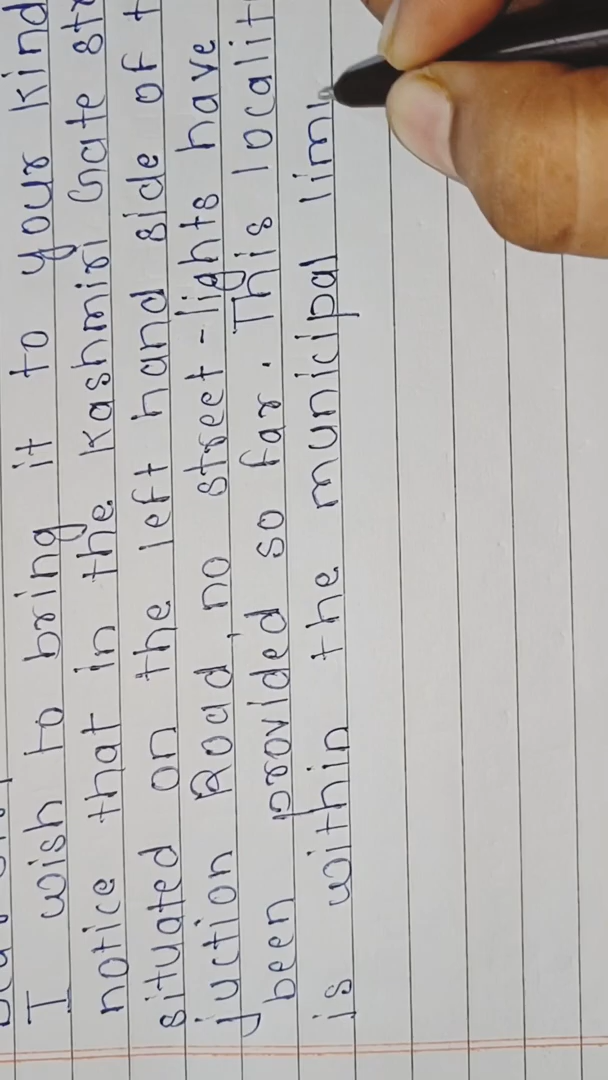 I wish to bring it to your kind
notice that in the Kashmiri Gate
situated on the left hand side of
juction Road, no street-lights have
been provided so far. This
is within the municipal